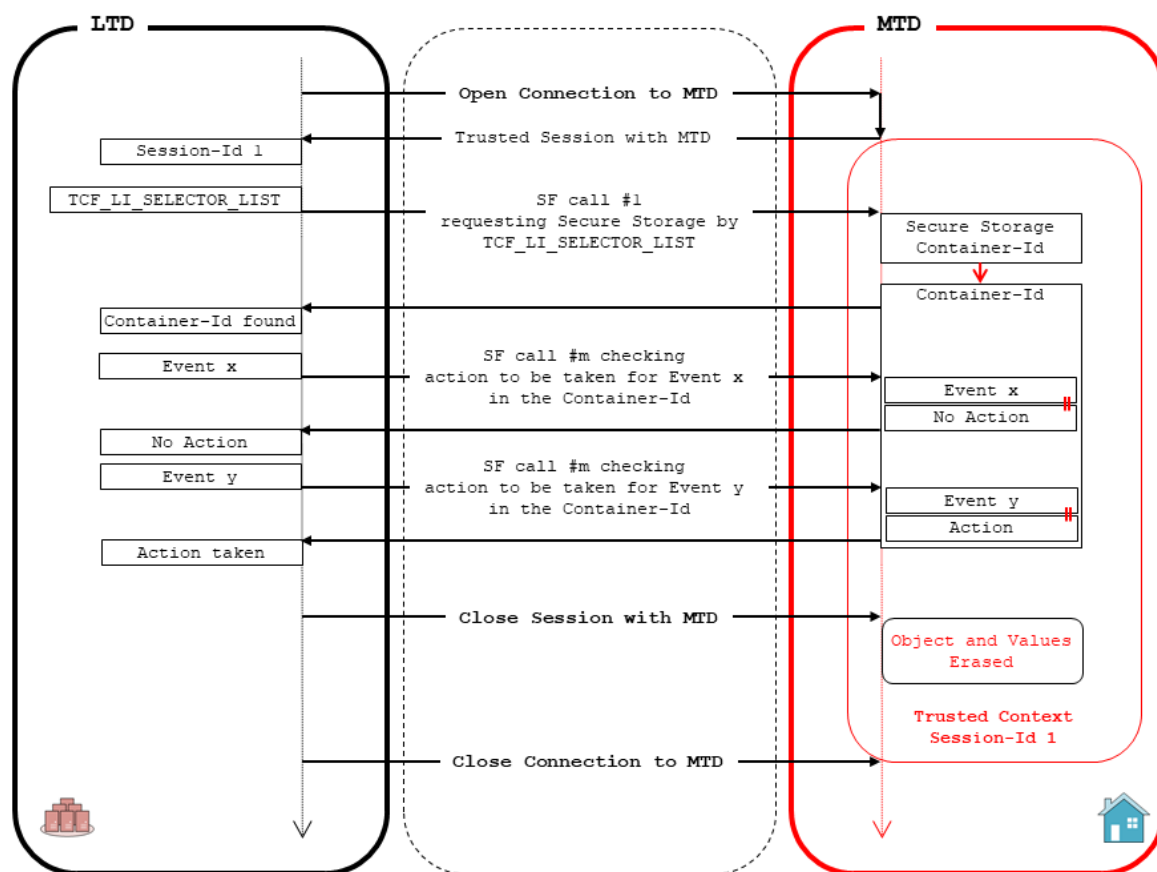 LTD
MTD
Open Connection to MTD
Trusted Session with MTD
Session-Id 1
TCF_LI_SELECTOR_LIST
SF call #1
requesting Secure Storage by
TCF_LI_SELECTOR_LIST
Secure Storage
Container-Id
Container-Id
Container-Id found
Event x
SF call #m checking
action to be taken for Event x
in the Container-Id
Event x
No Action
No Action
Event y
SF call #m checking
action to be taken for Event y
in the Container-Id
Event y
Action
Action taken
Close Session with MTD
Object and Values
Erased
Trusted Context
Session-Id 1
Close Connection to MTD